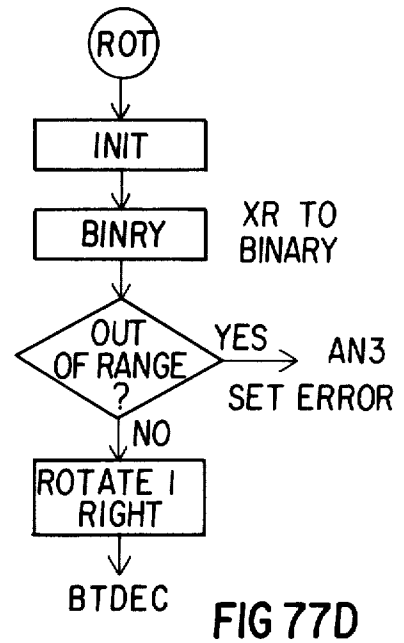 ROT
INIT
BINRY
XR TO
BINARY
OUT
OF RANGE
?
YES
AN3
SET ERROR
NO
ROTATE 1
RIGHT
BTDEC
FIG 77D